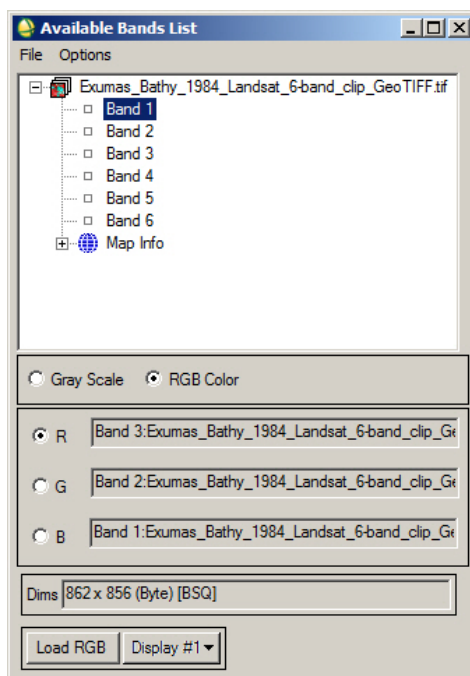 Available Bands List
File Options
Exumas_Bathy_1984_Landsat_6-band_clip_GeoTIFF.tif
Band 1
Band 2
Band 3
Band 4
Band 5
Band 6
Map Info
Gray Scale RGB Color
R Band 3:Exumas_Bathy_1984_Landsat_6-band_clip_Ge
G Band 2:Exumas_Bathy_1984_Landsat_6-band_clip_Ge
B Band 1:Exumas_Bathy_1984_Landsat_6-band_clip_Ge
Dims 862 x 856 (Byte) [BSQ]
Load RGB Display #1